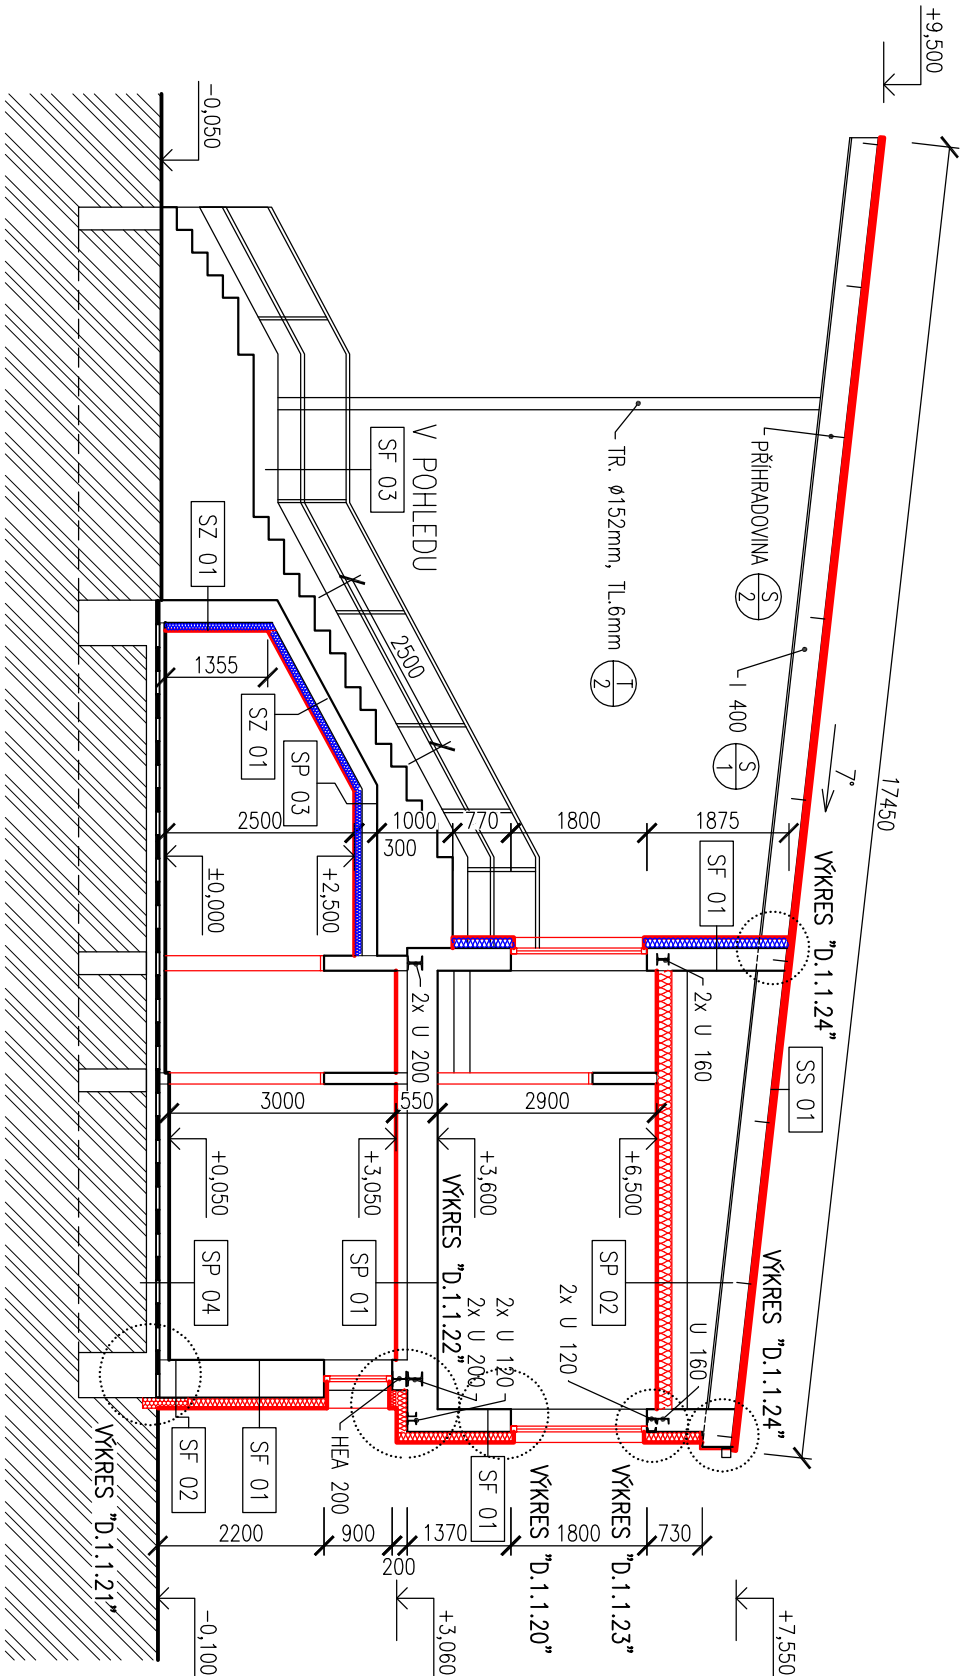 +9,500
-0,050
17450
7°
PŘÍHRADOVINA
S
2
I 400
S
1
TR. ø152mm, TL.6mm
T
2
V POHLEDU
SF 03
2500
SZ 01
1355
SZ 01
SP 03
2500
300
1000
770
1800
1875
±0,000
+2,500
SF 01
VÝKRES "D.1.1.24"
SS 01
2x U 200
2x U 160
3000
550
2900
+0,050
+3,050
+3,600
+6,500
SP 04
SP 01
VÝKRES "D.1.1.22"
SP 02
VÝKRES "D.1.1.24"
2x U 200
2x U 120
2x U 120
U 160
HEA 200
SF 02
SF 01
SF 01
VÝKRES "D.1.1.21"
VÝKRES "D.1.1.20"
VÝKRES "D.1.1.23"
2200
900
200
1370
1800
730
-0,100
+3,060
+7,550